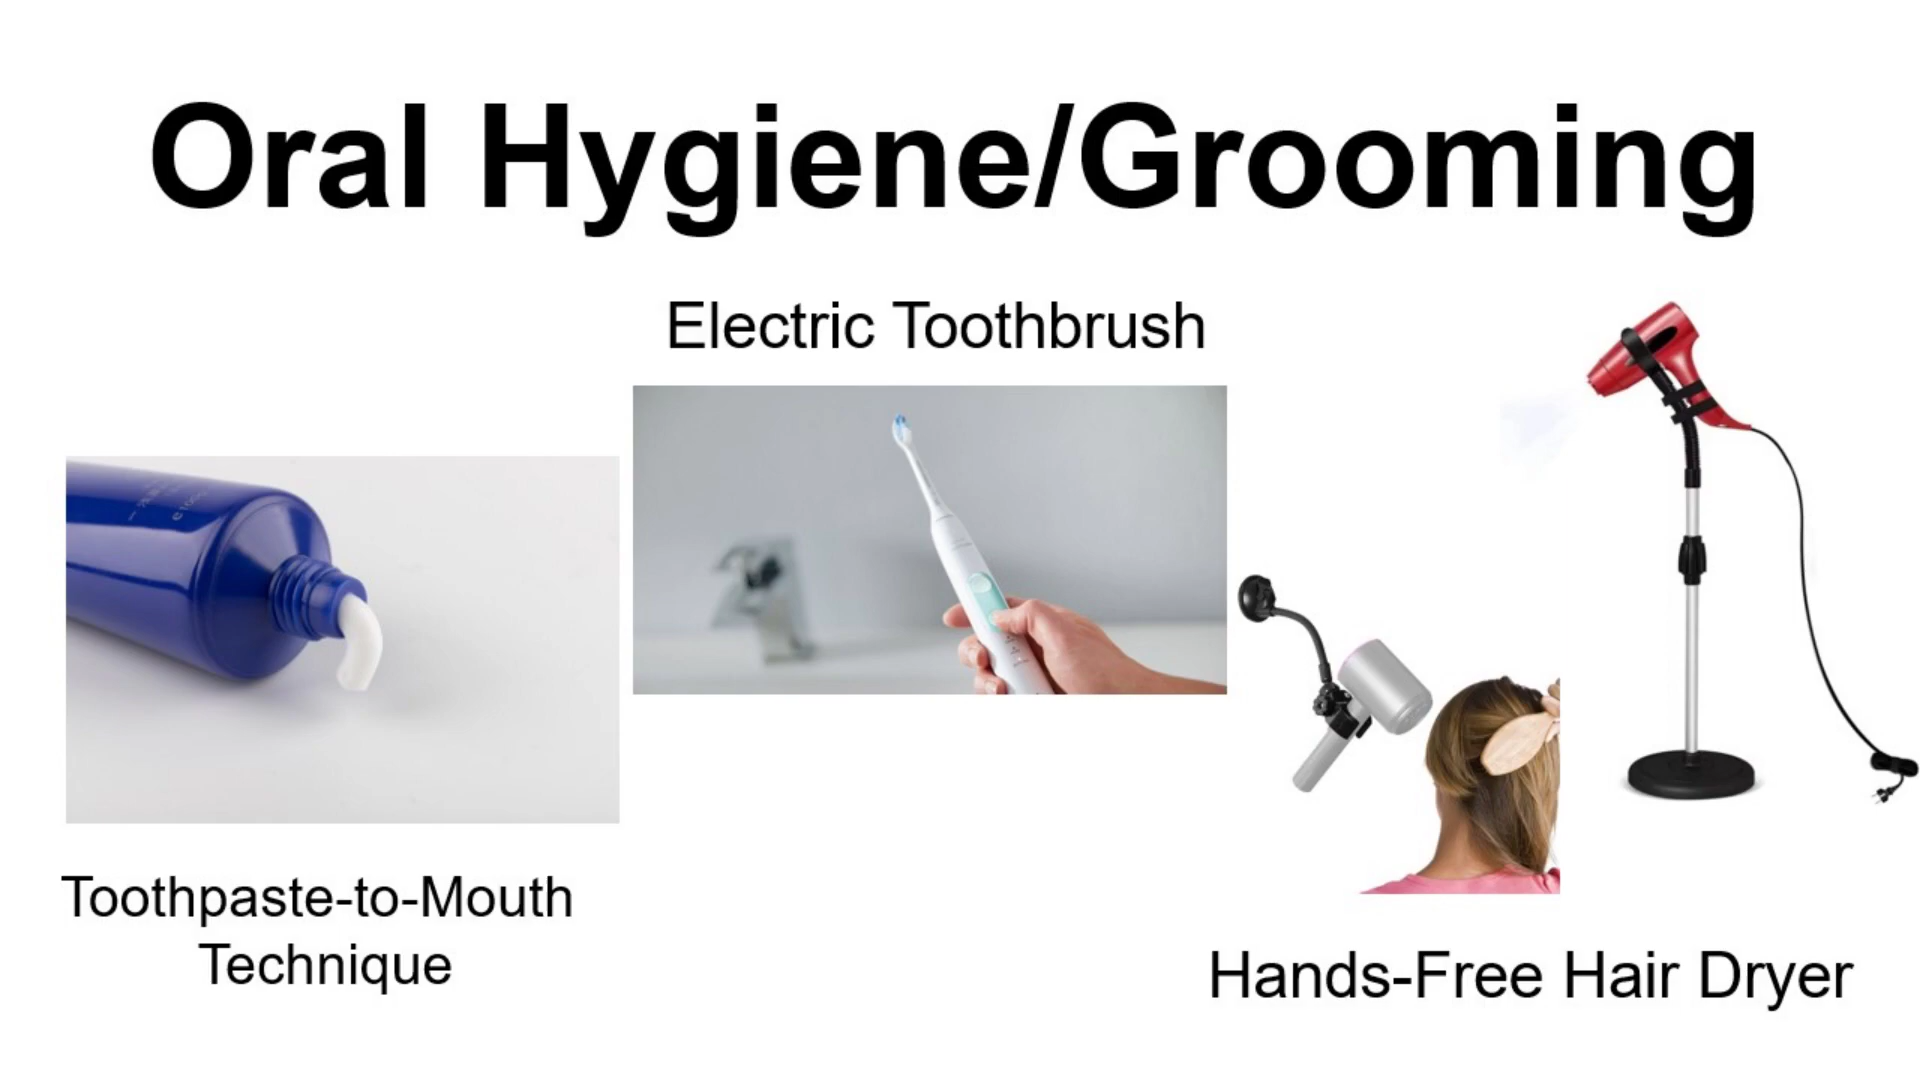 Oral Hygiene/Grooming
Electric Toothbrush
Toothpaste-to-Mouth
Technique
Hands-Free Hair Dryer